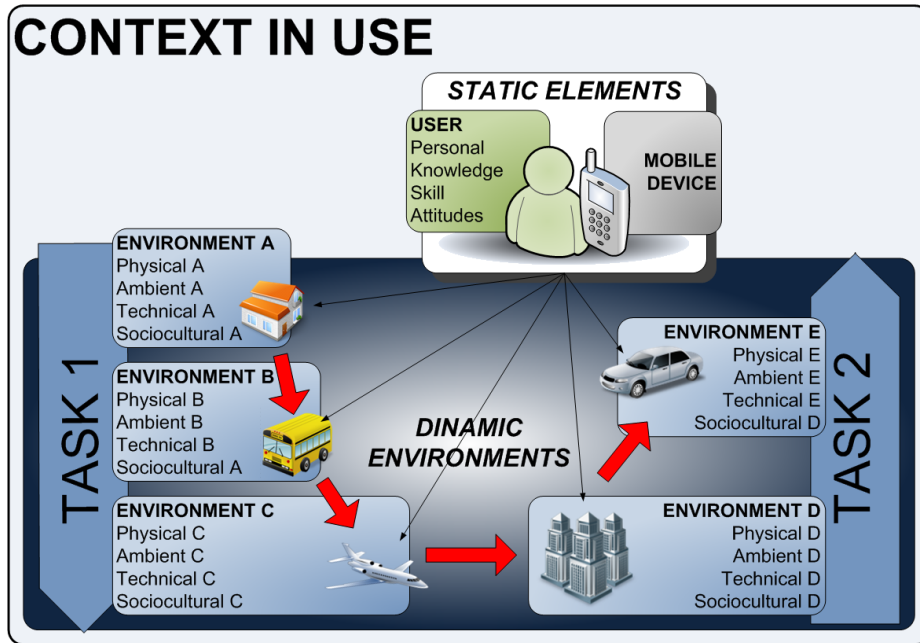 CONTEXT IN USE
STATIC ELEMENTS
USER
Personal
Knowledge
Skill
Attitudes
MOBILE
DEVICE
TASK 1
ENVIRONMENT A
Physical A
Ambient A
Technical A
Sociocultural A
ENVIRONMENT B
Physical B
Ambient B
Technical B
Sociocultural A
ENVIRONMENT C
Physical C
Ambient C
Technical C
Sociocultural C
DINAMIC
ENVIRONMENTS
ENVIRONMENT D
Physical D
Ambient D
Technical D
Sociocultural D
ENVIRONMENT E
Physical E
Ambient E
Technical E
Sociocultural D
TASK 2